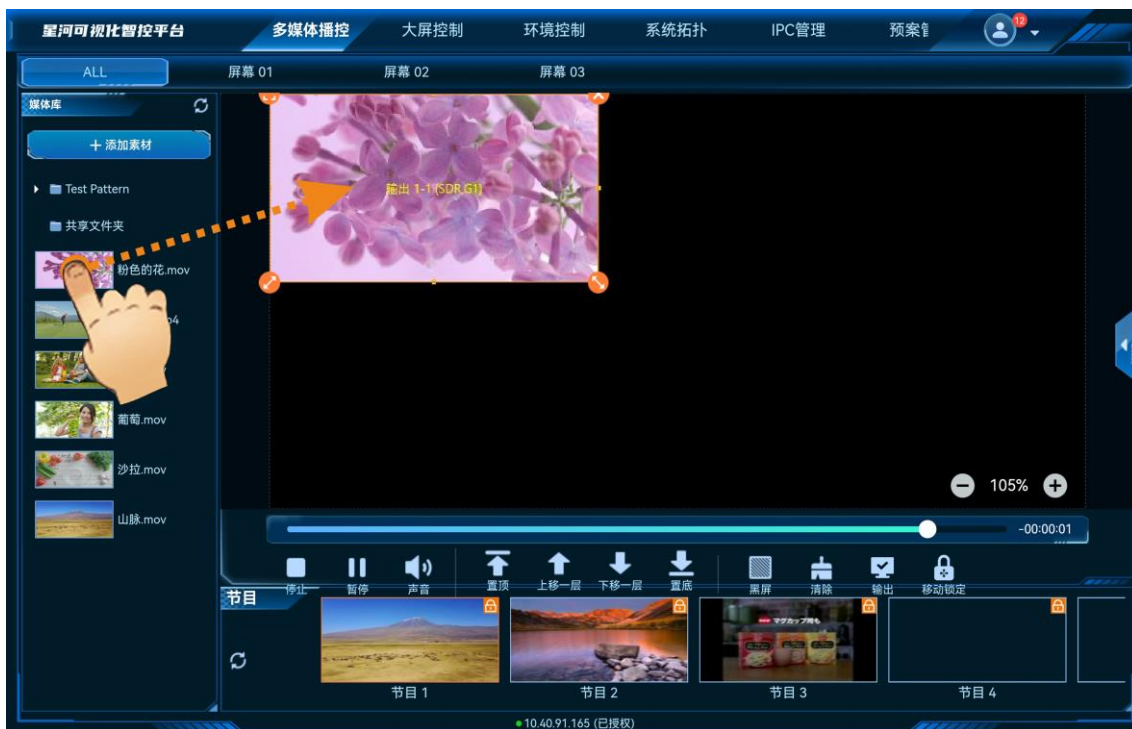 星河可视化智控平台
多媒体播控
大屏控制
环境控制
系统拓扑
IPC管理
预案
12
ALL
屏幕 01
屏幕 02
屏幕 03
媒体库
+ 添加素材
Test Pattern
共享文件夹
粉色的花.mov
葡萄.mov
沙拉.mov
山脉.mov
输出 1-1(SDR,G1)
105%
-00:00:01
停止
暂停
声音
置顶
上移一层
下移一层
置底
黑屏
清除
输出
移动锁定
节目
节目 1
节目 2
节目 3
节目 4
10.40.91.165 (已授权)